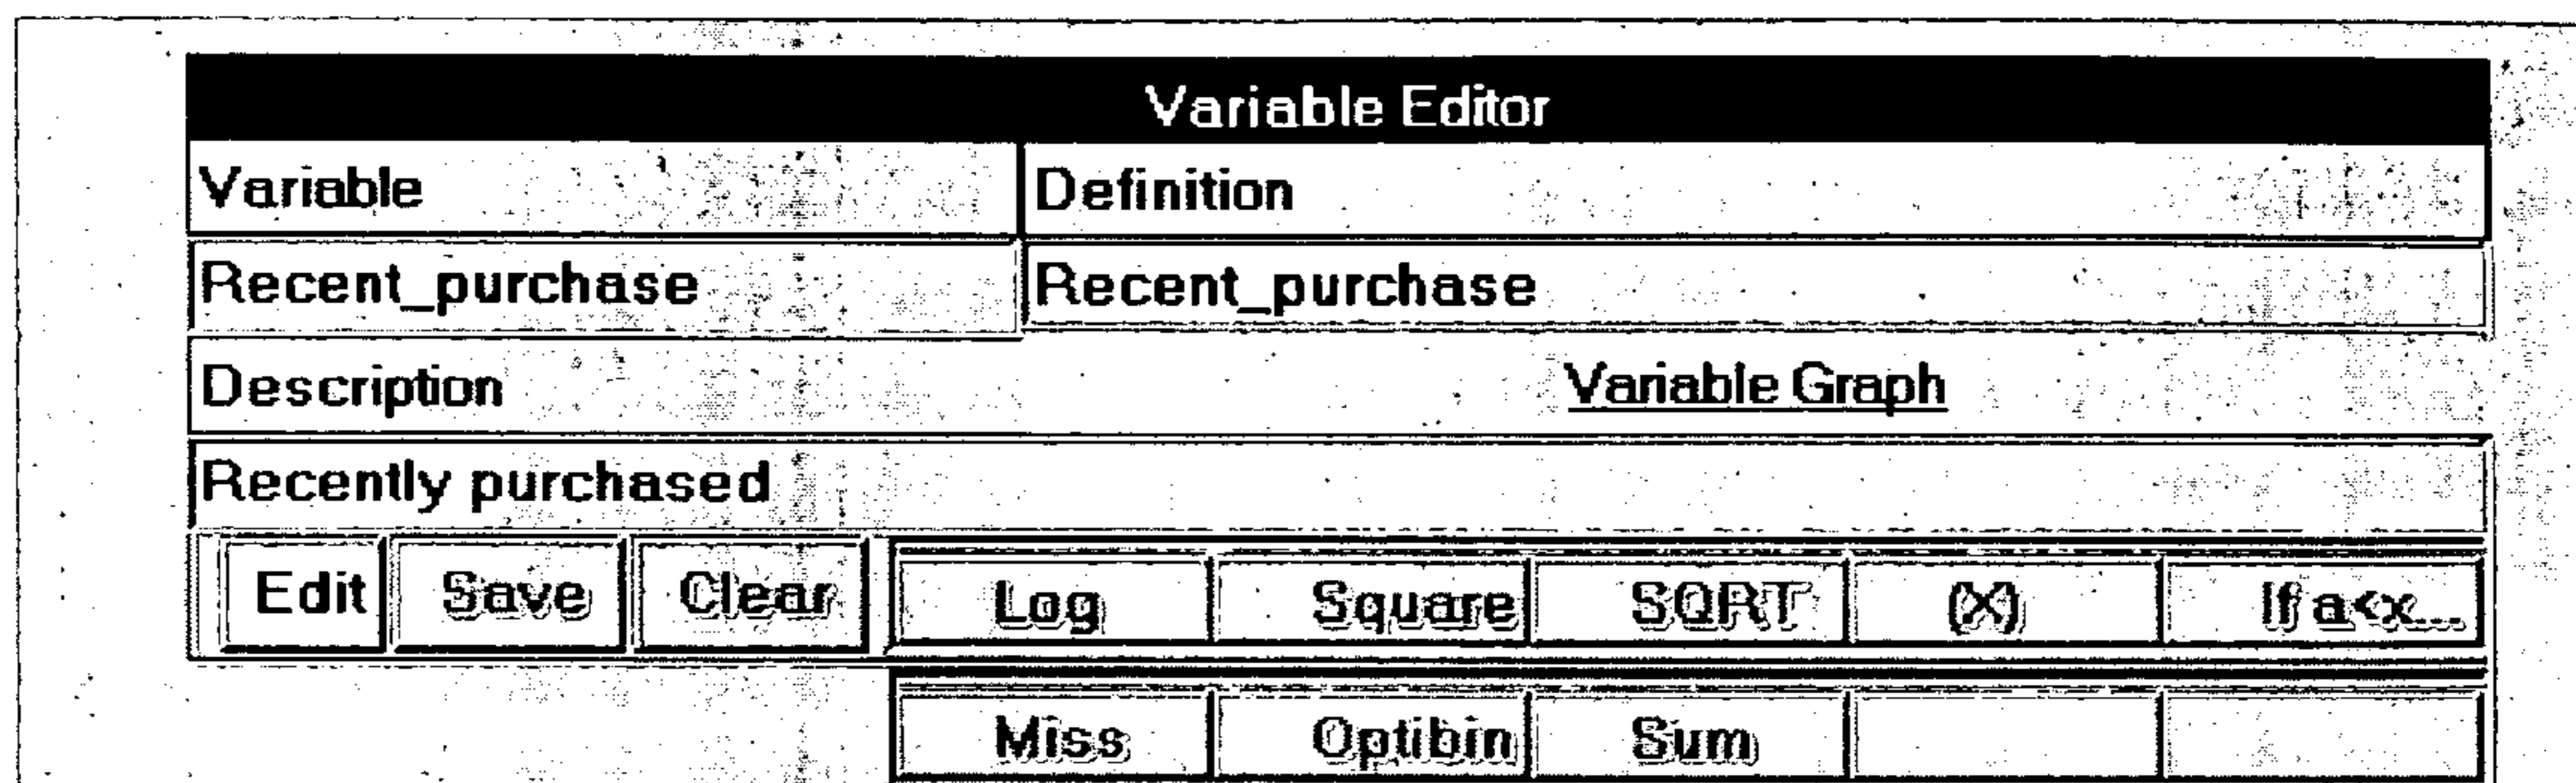 Variable Editor
Variable Definition
Recent_purchase Recent_purchase
Description Variable Graph
Recently purchased
Edit Save Clear Log Square SQRT (X) If a<x...
Miss Optibin Sum